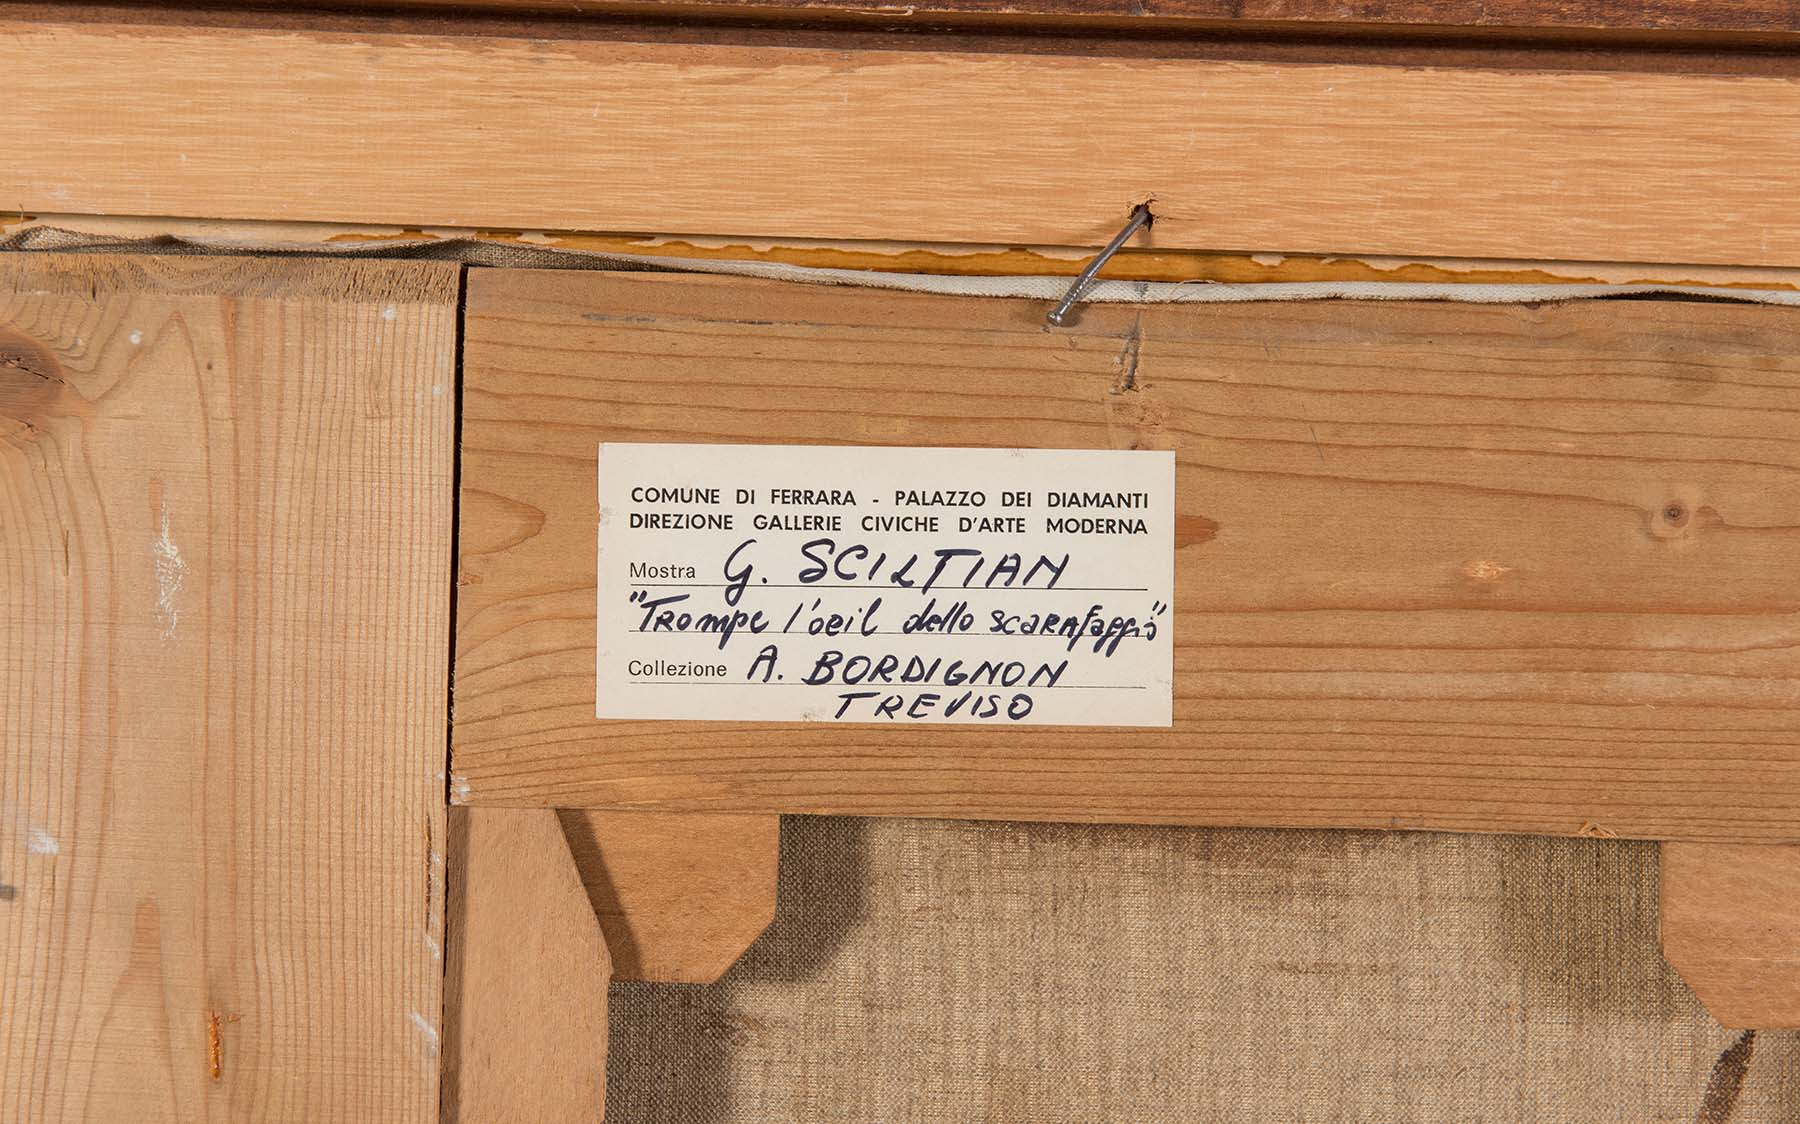 COMUNE DI FERRARA - PALAZZO DEI DIAMANTI
DIREZIONE GALLERIE CIVICHE D'ARTE MODERNA
Mostra G. SCILTIAN
"Trompe l'oeil dello scarafaggio"
Collezione A. BORDIGNON
TREVISO